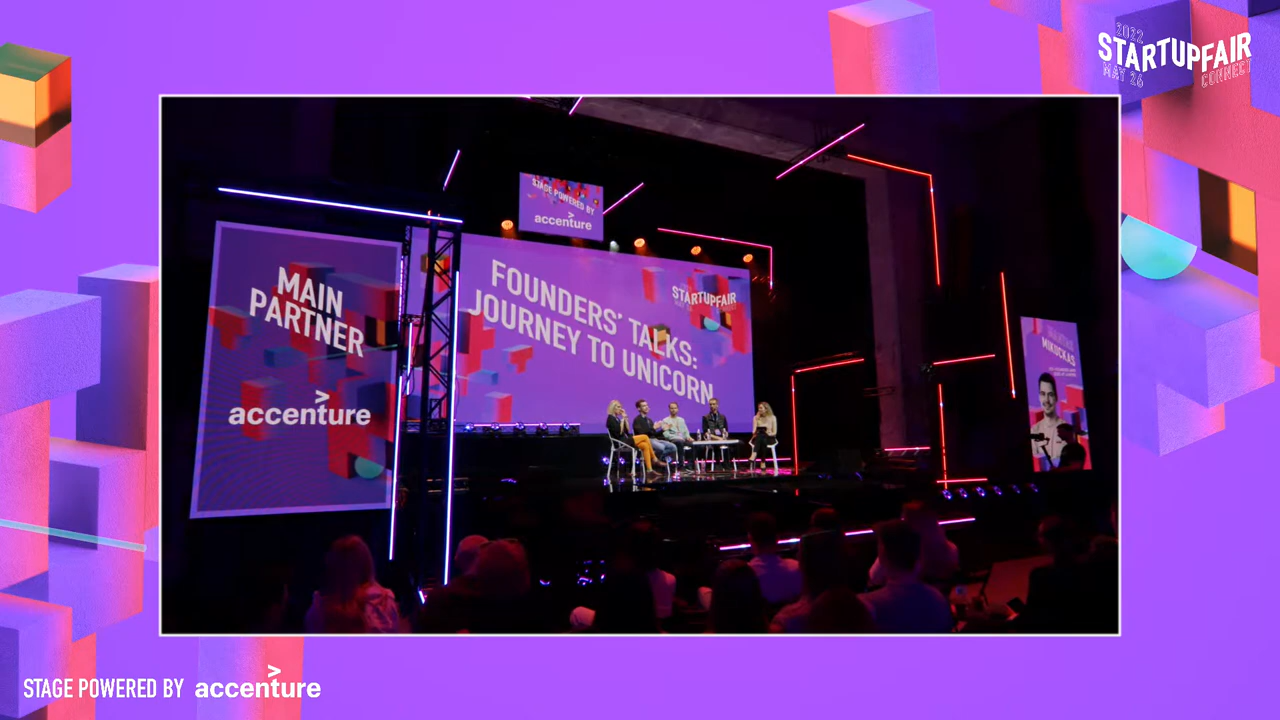 2022
STARTUPFAIR
MAY 26
CONNECT
STAGE POWERED BY
accenture
MAIN
PARTNER
accenture
FOUNDERS' TALKS:
JOURNEY TO UNICORN
STARTUPFAIR
MIKUCKAS
STAGE POWERED BY accenture